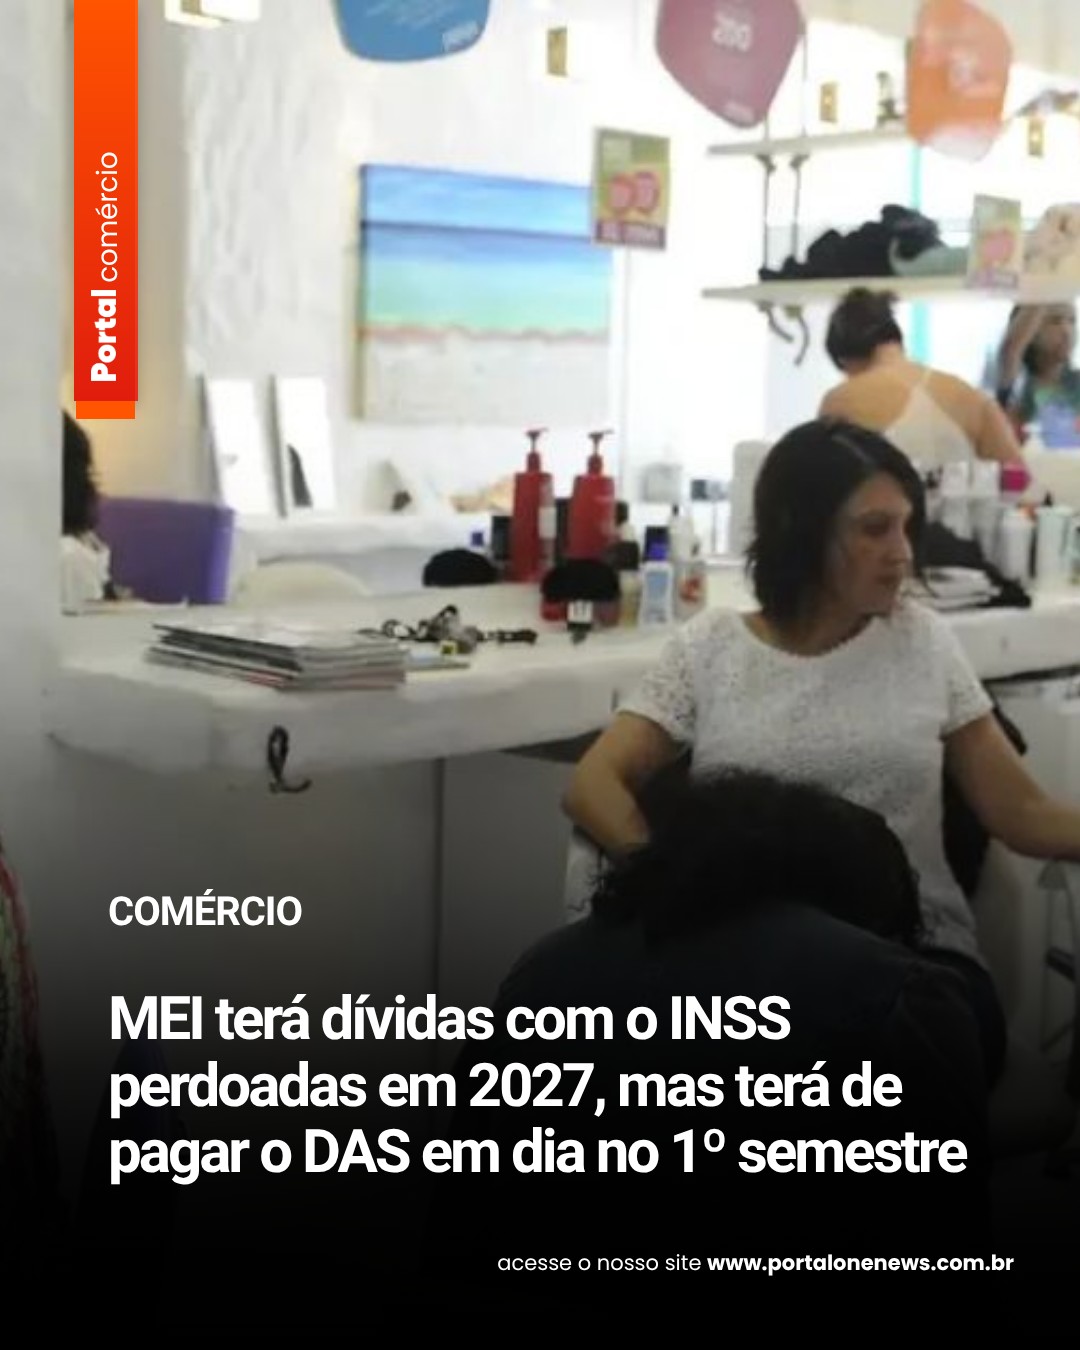 Portal comércio
200
COMÉRCIO
MEI terá dívidas com o INSS
perdoadas em 2027, mas terá de
pagar o DAS em dia no 1º semestre
acesse o nosso site www.portalonenews.com.br